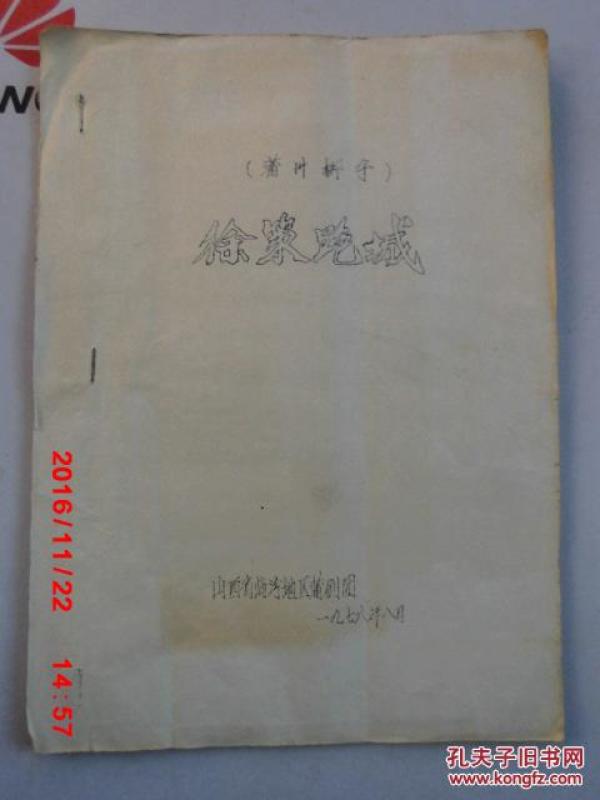 WO
(蒲州梆子)
徐策跑城
山西省临汾地区蒲剧团
一九七八年八月
2016/11/22 14:57
孔夫子旧书网
www.kongfz.com